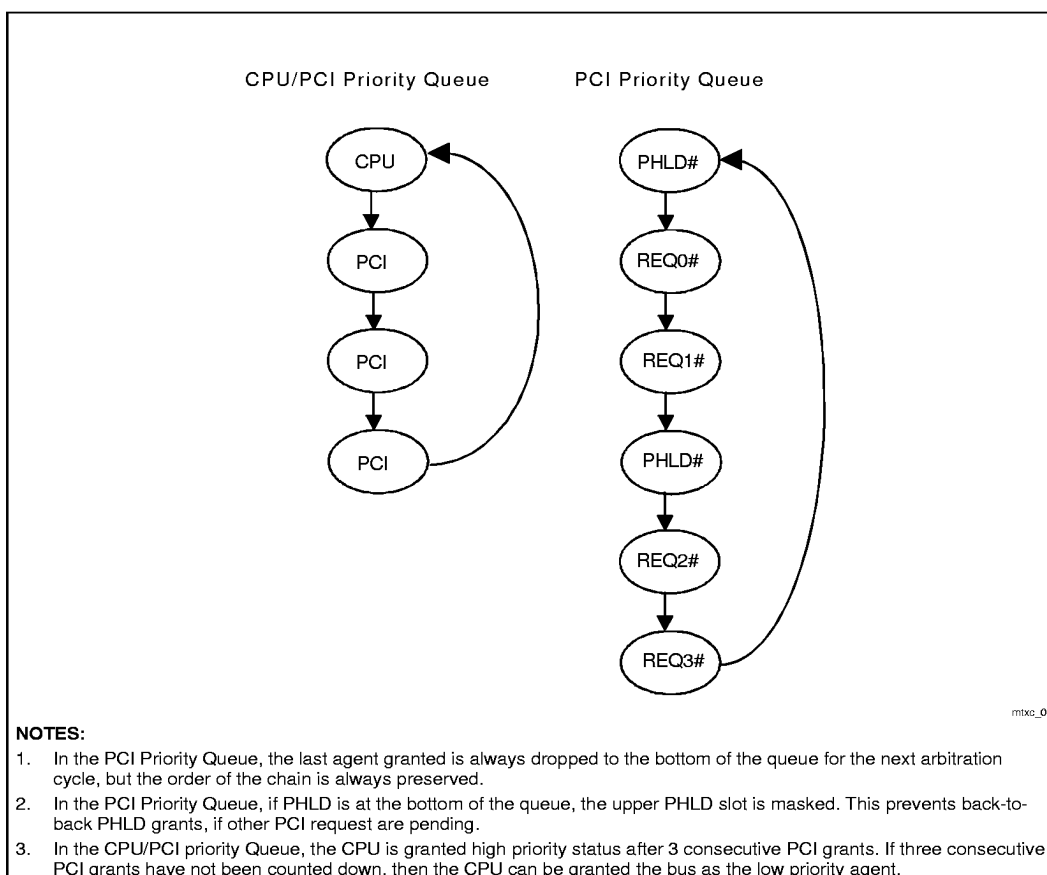 CPU/PCI Priority Queue
PCI Priority Queue
CPU
PCI
PCI
PCI
PHLD#
REQ0#
REQ1#
PHLD#
REQ2#
REQ3#
mtxc_0
NOTES:
1. In the PCI Priority Queue, the last agent granted is always dropped to the bottom of the queue for the next arbitration
cycle, but the order of the chain is always preserved.
2. In the PCI Priority Queue, if PHLD is at the bottom of the queue, the upper PHLD slot is masked. This prevents back-to-
back PHLD grants, if other PCI request are pending.
3. In the CPU/PCI priority Queue, the CPU is granted high priority status after 3 consecutive PCI grants. If three consecutive
PCI grants have not been counted down, then the CPU can be granted the bus as the low priority agent.